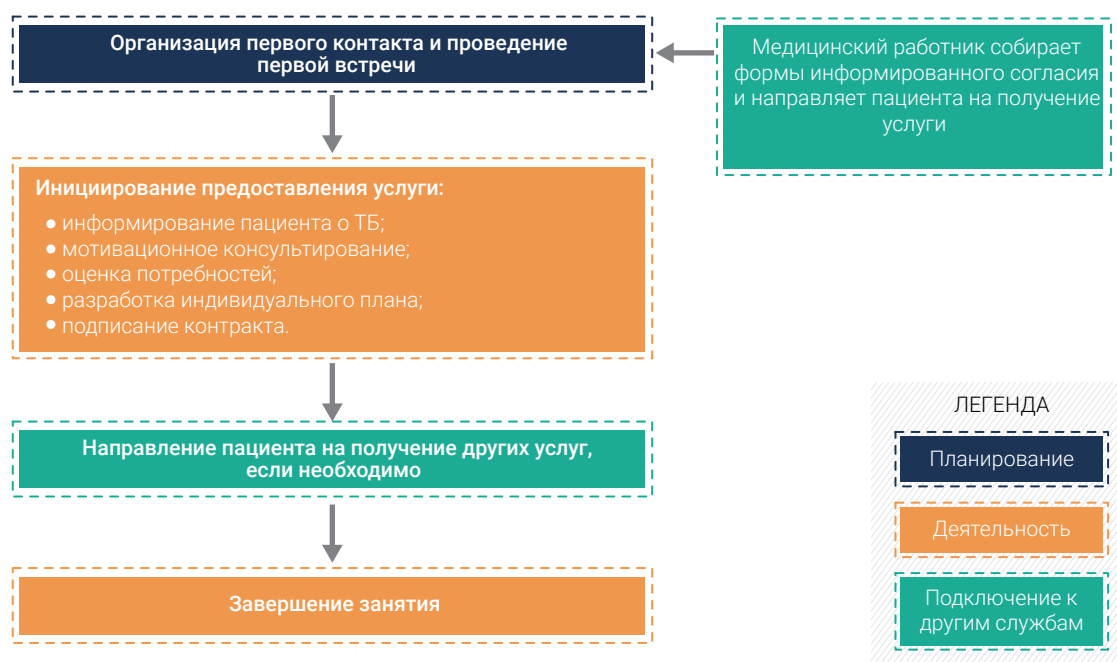 Организация первого контакта и проведение
первой встречи
Медицинский работник собирает
формы информированного согласия
и направляет пациента на получение
услуги
Инициирование предоставления услуги:
• информирование пациента о ТБ;
• мотивационное консультирование;
• оценка потребностей;
• разработка индивидуального плана;
• подписание контракта.
Направление пациента на получение других услуг,
если необходимо
Завершение занятия
ЛЕГЕНДА
Планирование
Деятельность
Подключение к
другим службам